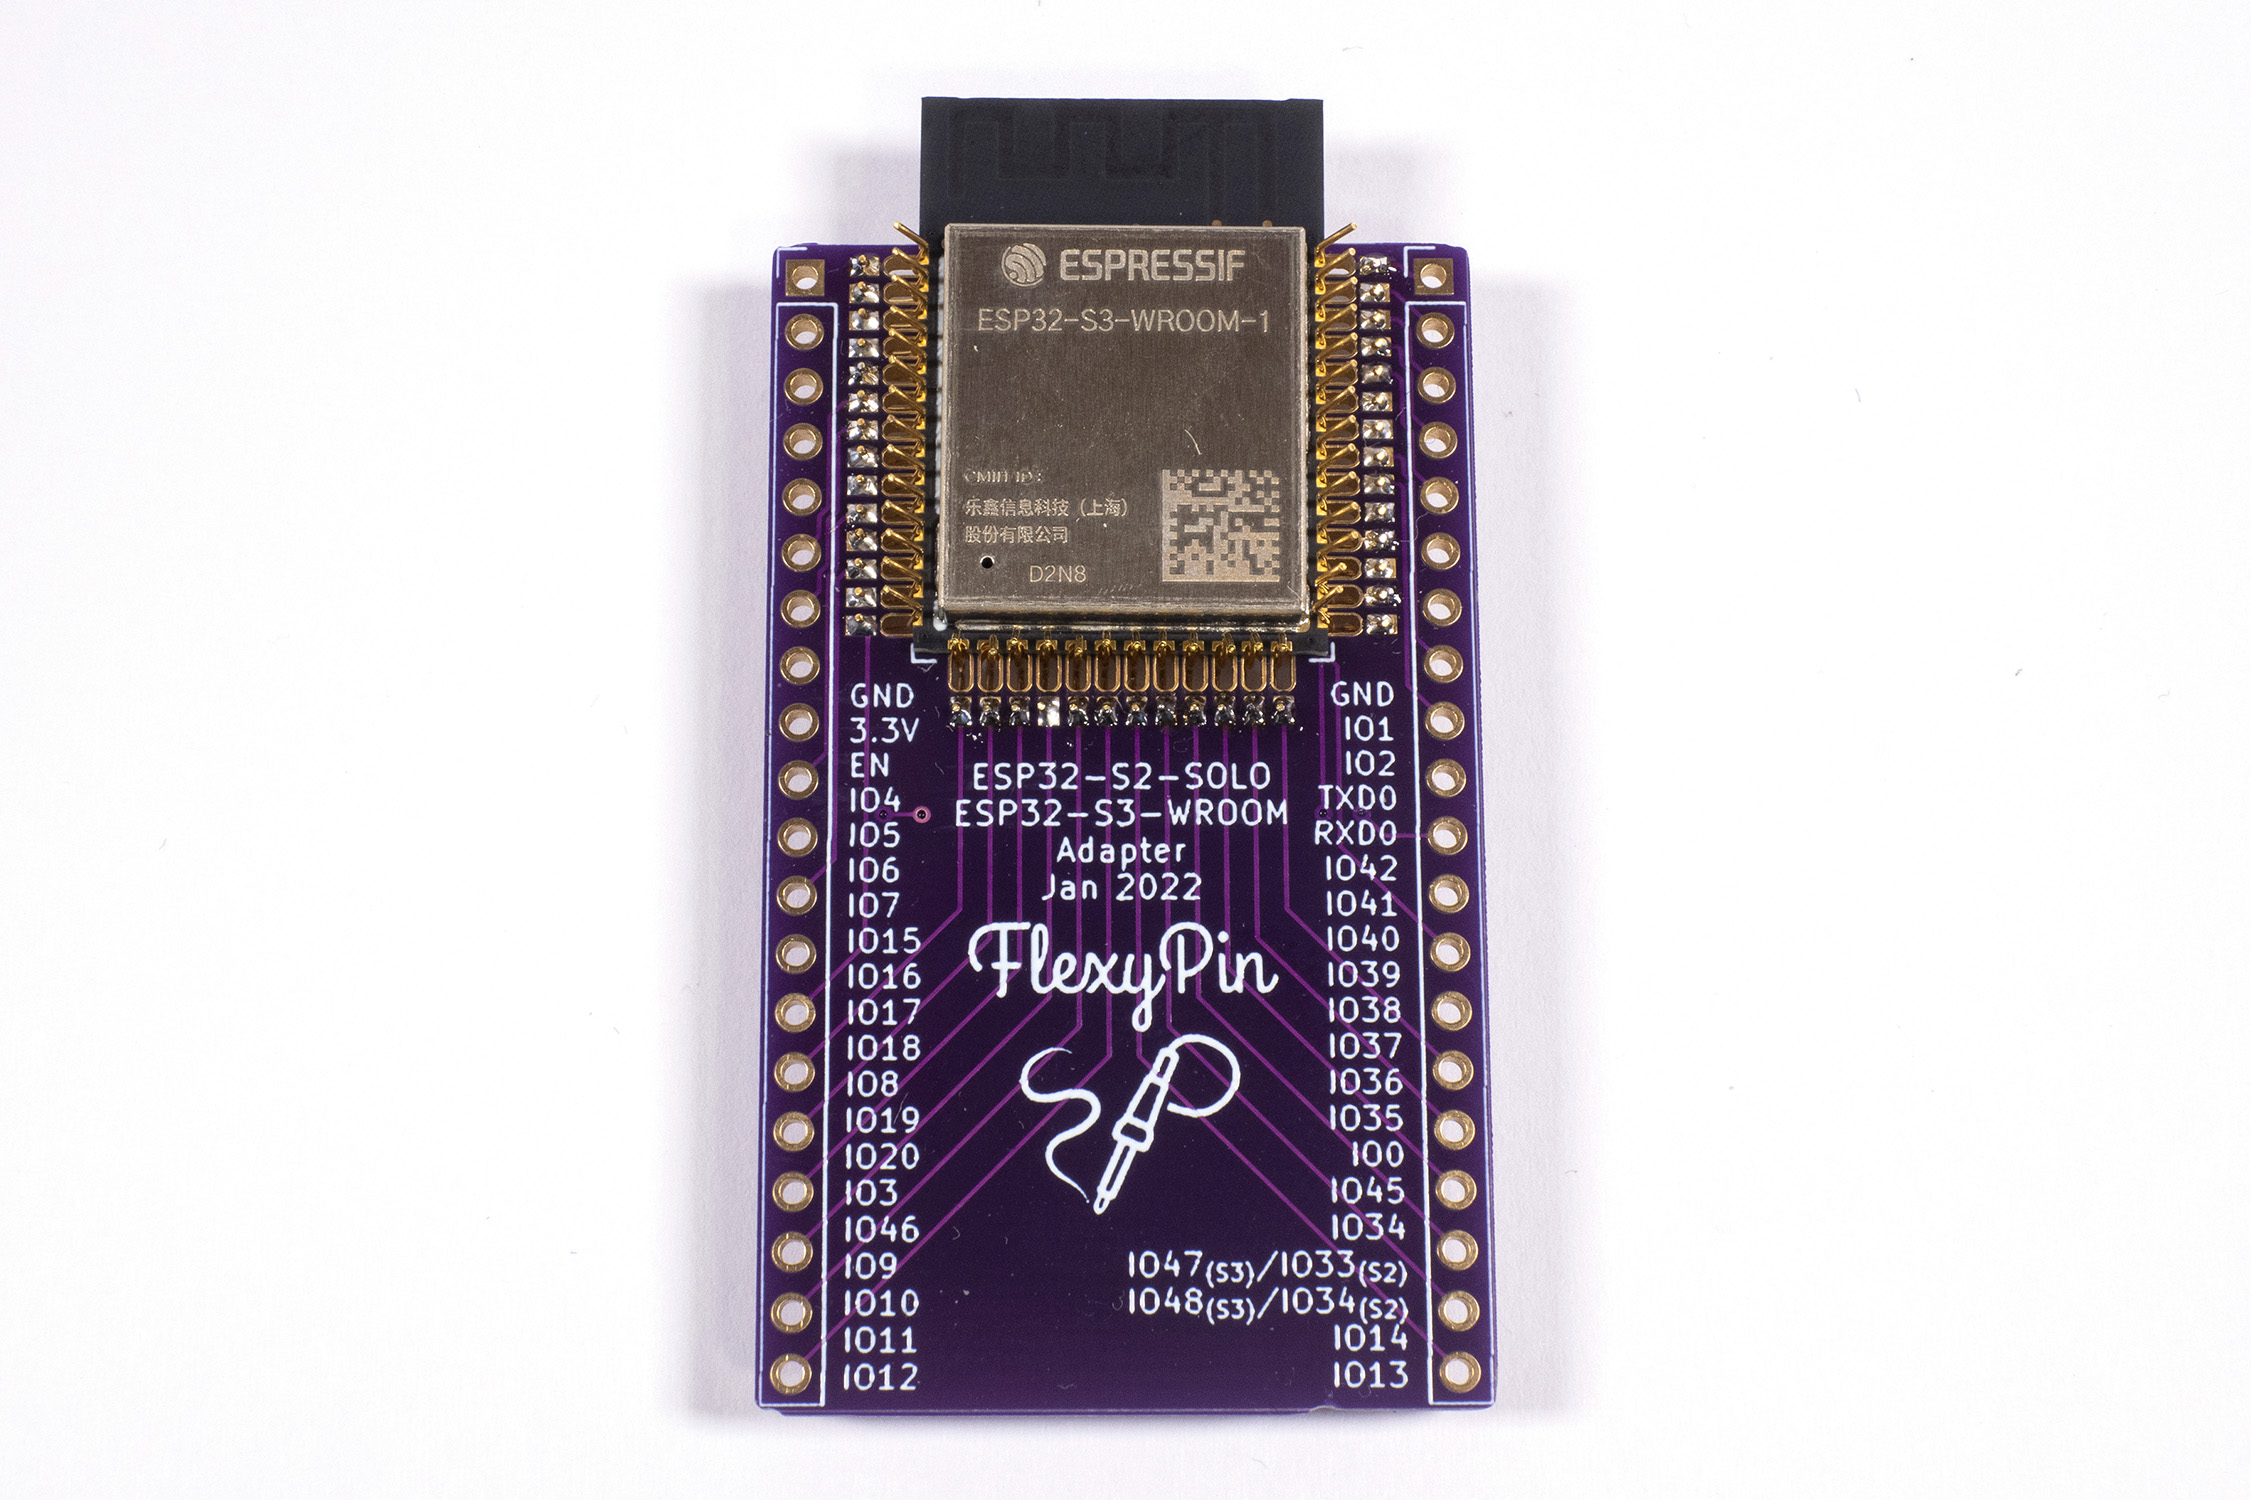 ESPRESSIF
ESP32-S3-WROOM-1
CMIIT ID:
乐鑫信息科技（上海）
股份有限公司
D2N8
GND
3.3V
EN
IO4
IO5
IO6
IO7
IO15
IO16
IO17
IO18
IO8
IO19
IO20
IO3
IO46
IO9
IO10
IO11
IO12
ESP32-S2-SOLO
ESP32-S3-WROOM
Adapter
Jan 2022
FlexyPin
GND
IO1
IO2
TXD0
RXD0
IO42
IO41
IO40
IO39
IO38
IO37
IO36
IO35
IO0
IO45
IO34
IO47(S3)/IO33(S2)
IO48(S3)/IO34(S2)
IO14
IO13